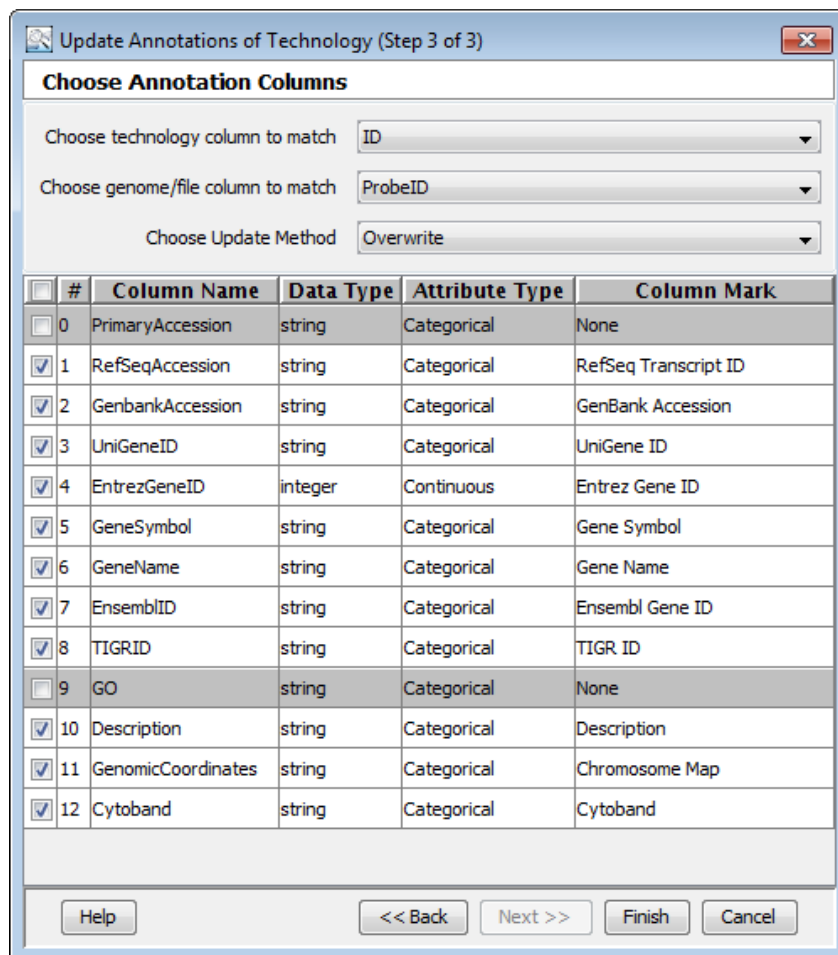 Update Annotations of Technology (Step 3 of 3)
Choose Annotation Columns
Choose technology column to match ID
Choose genome/file column to match ProbeID
Choose Update Method Overwrite
# Column Name Data Type Attribute Type Column Mark
0 PrimaryAccession string Categorical None
1 RefSeqAccession string Categorical RefSeq Transcript ID
2 GenbankAccession string Categorical GenBank Accession
3 UniGeneID string Categorical UniGene ID
4 EntrezGeneID integer Continuous Entrez Gene ID
5 GeneSymbol string Categorical Gene Symbol
6 GeneName string Categorical Gene Name
7 EnsemblID string Categorical Ensembl Gene ID
8 TIGRID string Categorical TIGR ID
9 GO string Categorical None
10 Description string Categorical Description
11 GenomicCoordinates string Categorical Chromosome Map
12 Cytoband string Categorical Cytoband
Help << Back Next >> Finish Cancel